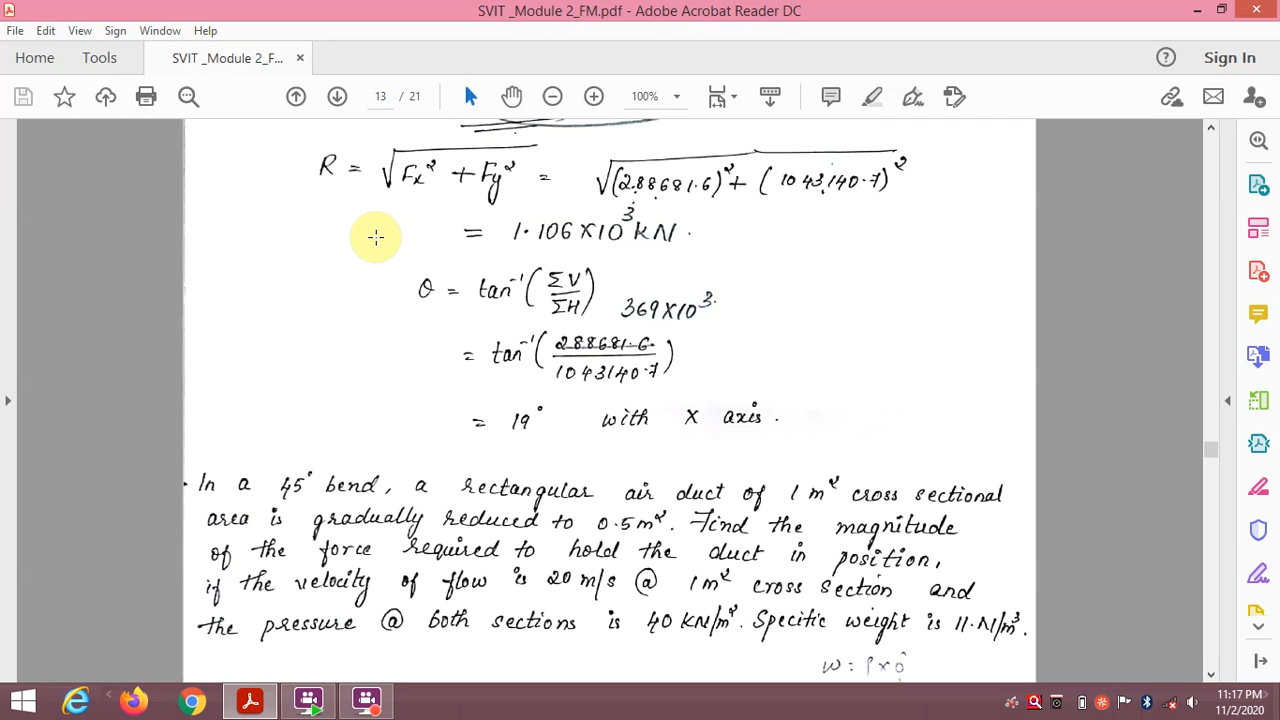 SVIT _Module 2_FM.pdf - Adobe Acrobat Reader DC
File Edit View Sign Window Help
Home Tools SVIT _Module 2_F... × Sign In
13 / 21 100%
R = √Fx² + Fy² = √(288681.6)² + (1043140.7)²
= 1.106 × 10³ kN.
θ = tan⁻¹(ΣV/ΣH) 369×10³
= tan⁻¹(288681.6/1043140.7)
= 19° with X axis.
In a 45° bend, a rectangular air duct of 1 m² cross sectional
area is gradually reduced to 0.5m². Find the magnitude
of the force required to hold the duct in position,
if the velocity of flow is 20 m/s @ 1m² cross section and
the pressure @ both sections is 40 kN/m². Specific weight is 11.N/m³.
w = ρ×g
11:17 PM
11/2/2020